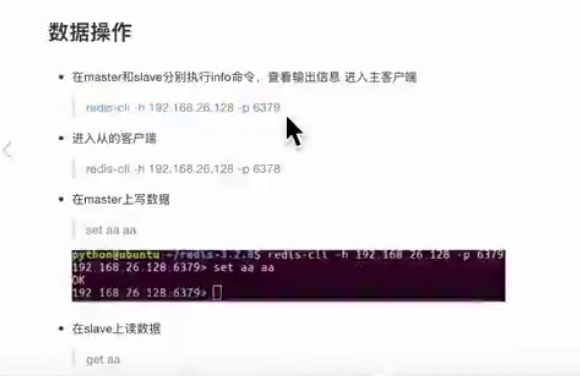 数据操作
在master和slave分别执行info命令，查看输出信息 进入主客户端
redis-cli -h 192.168.26.128 -p 6379
进入从的客户端
redis-cli -h 192.168.26.128 -p 6378
在master上写数据
set aa aa
python@ubuntu:~/redis-3.2.8$ redis-cli -h 192.168.26.128 -p 6379
192.168.26.128:6379> set aa aa
OK
192.168.26.128:6379>
在slave上读数据
get aa